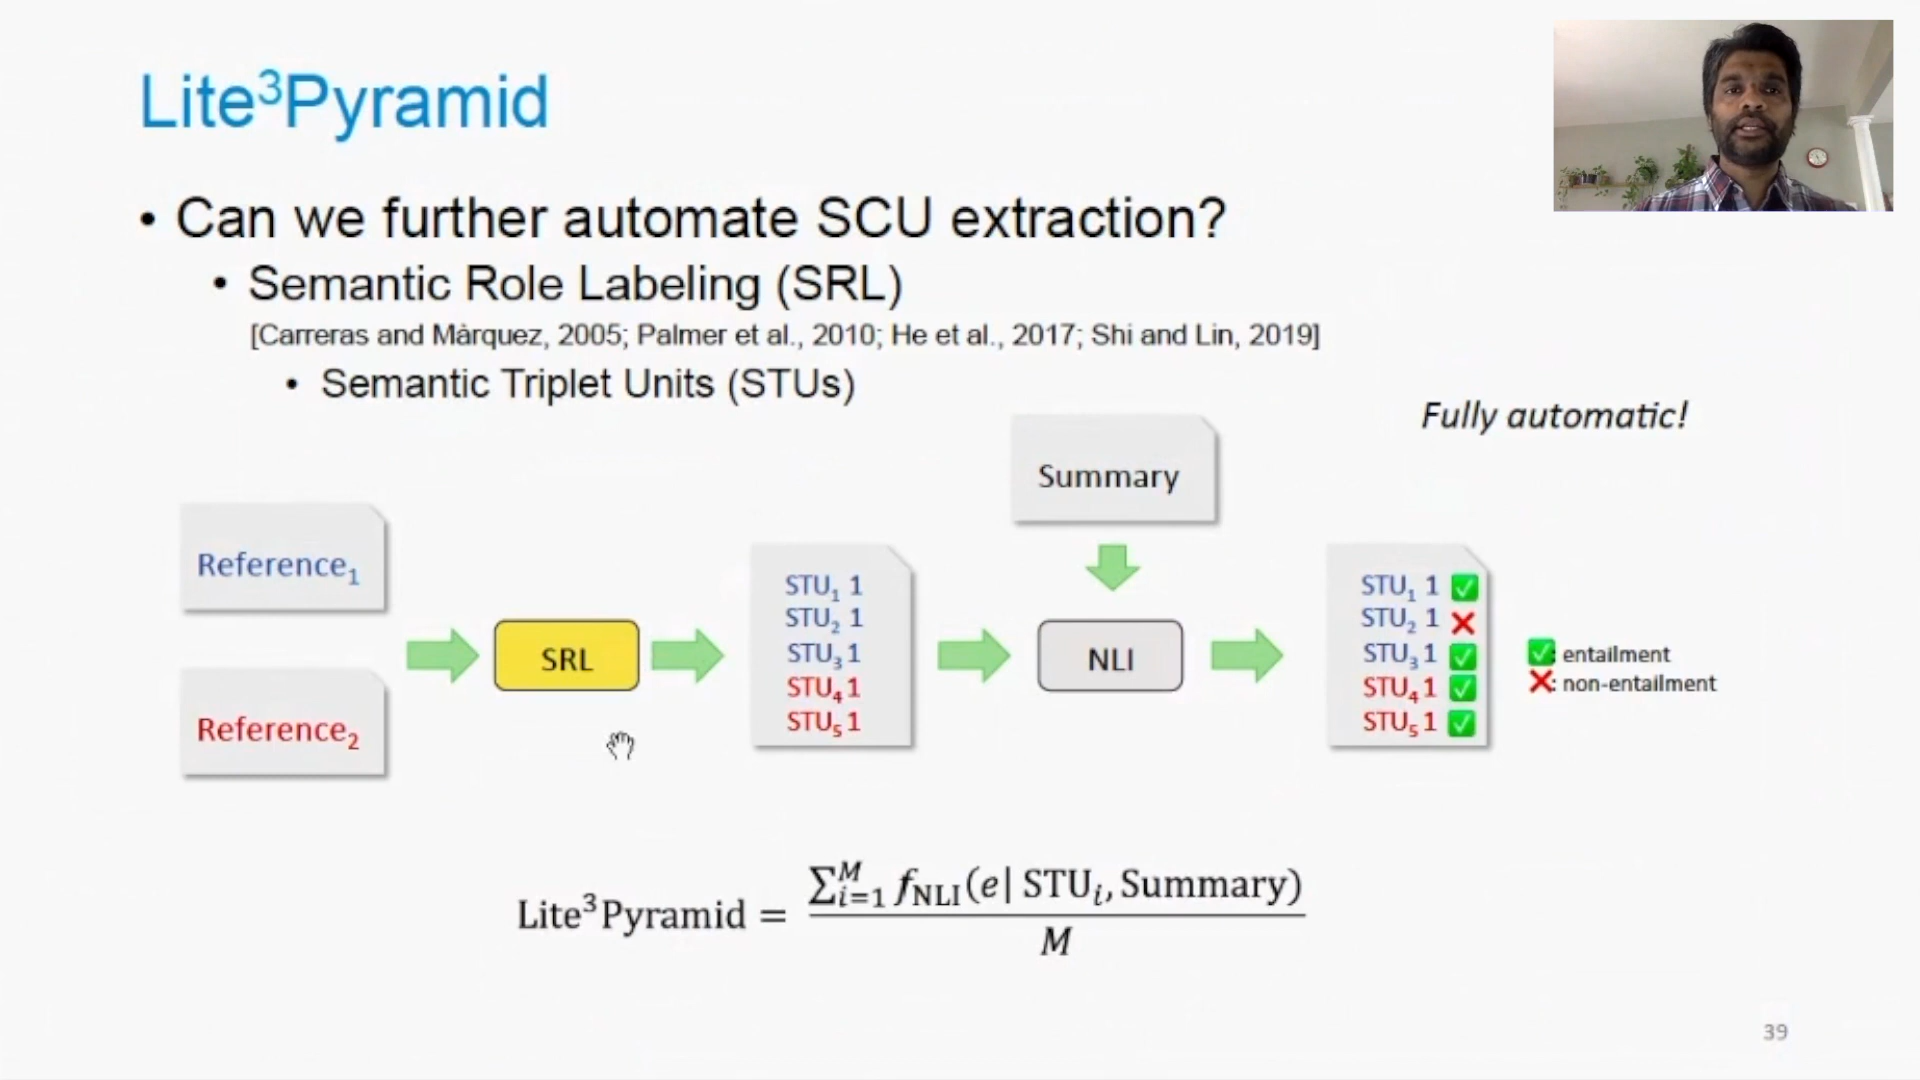 Lite³Pyramid
• Can we further automate SCU extraction?
• Semantic Role Labeling (SRL)
[Carreras and Màrquez, 2005; Palmer et al., 2010; He et al., 2017; Shi and Lin, 2019]
• Semantic Triplet Units (STUs)
Fully automatic!
Summary
Reference₁
Reference₂
SRL
STU₁ 1
STU₂ 1
STU₃ 1
STU₄ 1
STU₅ 1
NLI
STU₁ 1 ✅
STU₂ 1 ❌
STU₃ 1 ✅
STU₄ 1 ✅
STU₅ 1 ✅
✅: entailment
❌: non-entailment
Lite³Pyramid = ∑ᵢ₌₁ᴹ f_NLI(e| STUᵢ, Summary)
M
39